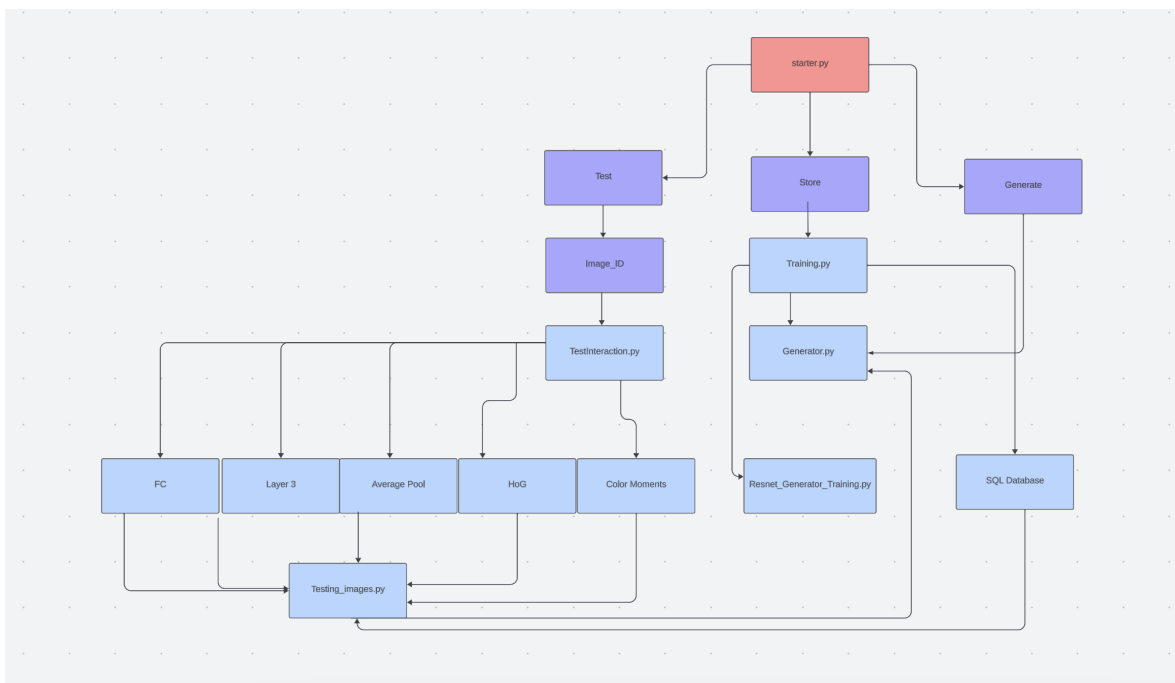 starter.py
Test
Store
Generate
Image_ID
Training.py
TestInteraction.py
Generator.py
FC
Layer 3
Average Pool
HoG
Color Moments
Resnet_Generator_Training.py
SQL Database
Testing_images.py